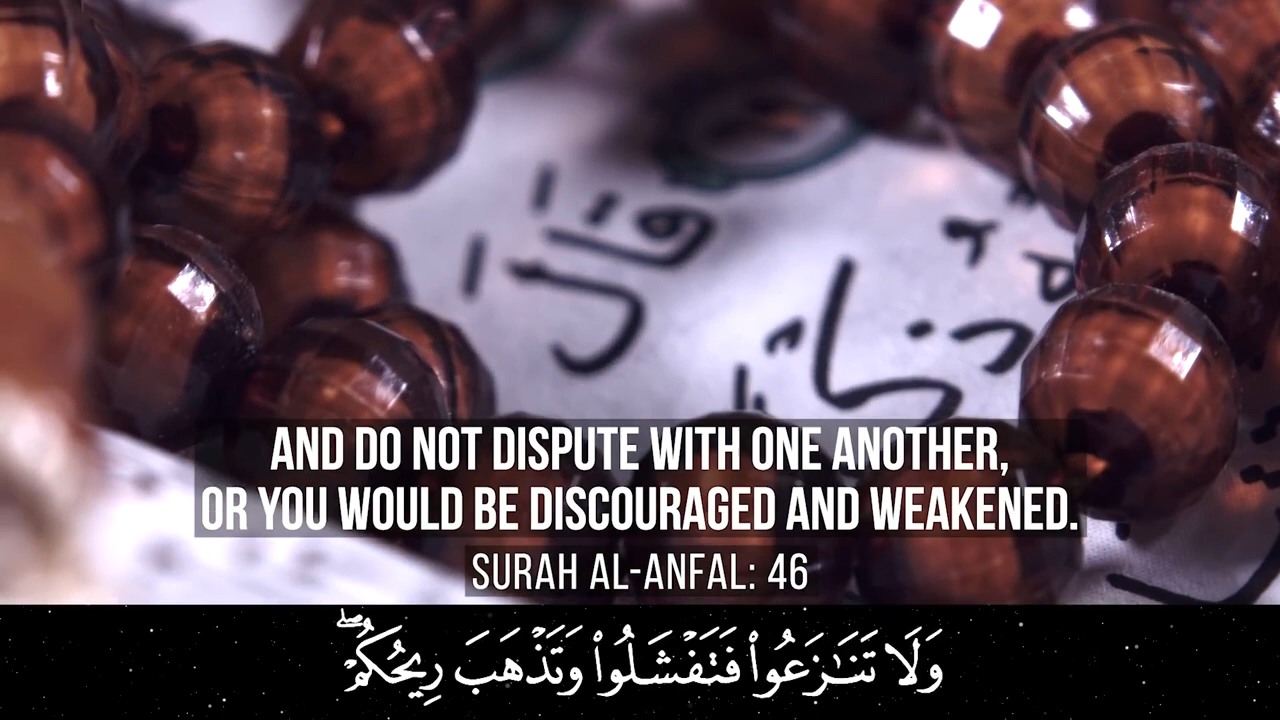 قال
AND DO NOT DISPUTE WITH ONE ANOTHER,
OR YOU WOULD BE DISCOURAGED AND WEAKENED.
SURAH AL-ANFAL: 46
وَلَا تَنَـٰزَعُوا۟ فَتَفْشَلُوا۟ وَتَذْهَبَ رِيحُكُمْ ۖ